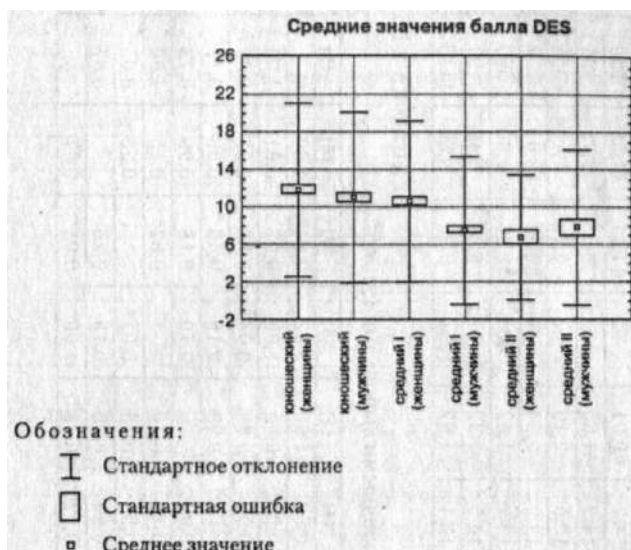 Средние значения балла DES
26
22
18
14
10
6
2
-2
юношеский
(женщины)
юношеский
(мужчины)
средний I
(женщины)
средний I
(мужчины)
средний II
(женщины)
средний II
(мужчины)
Обозначения:
Стандартное отклонение
Стандартная ошибка
Среднее значение